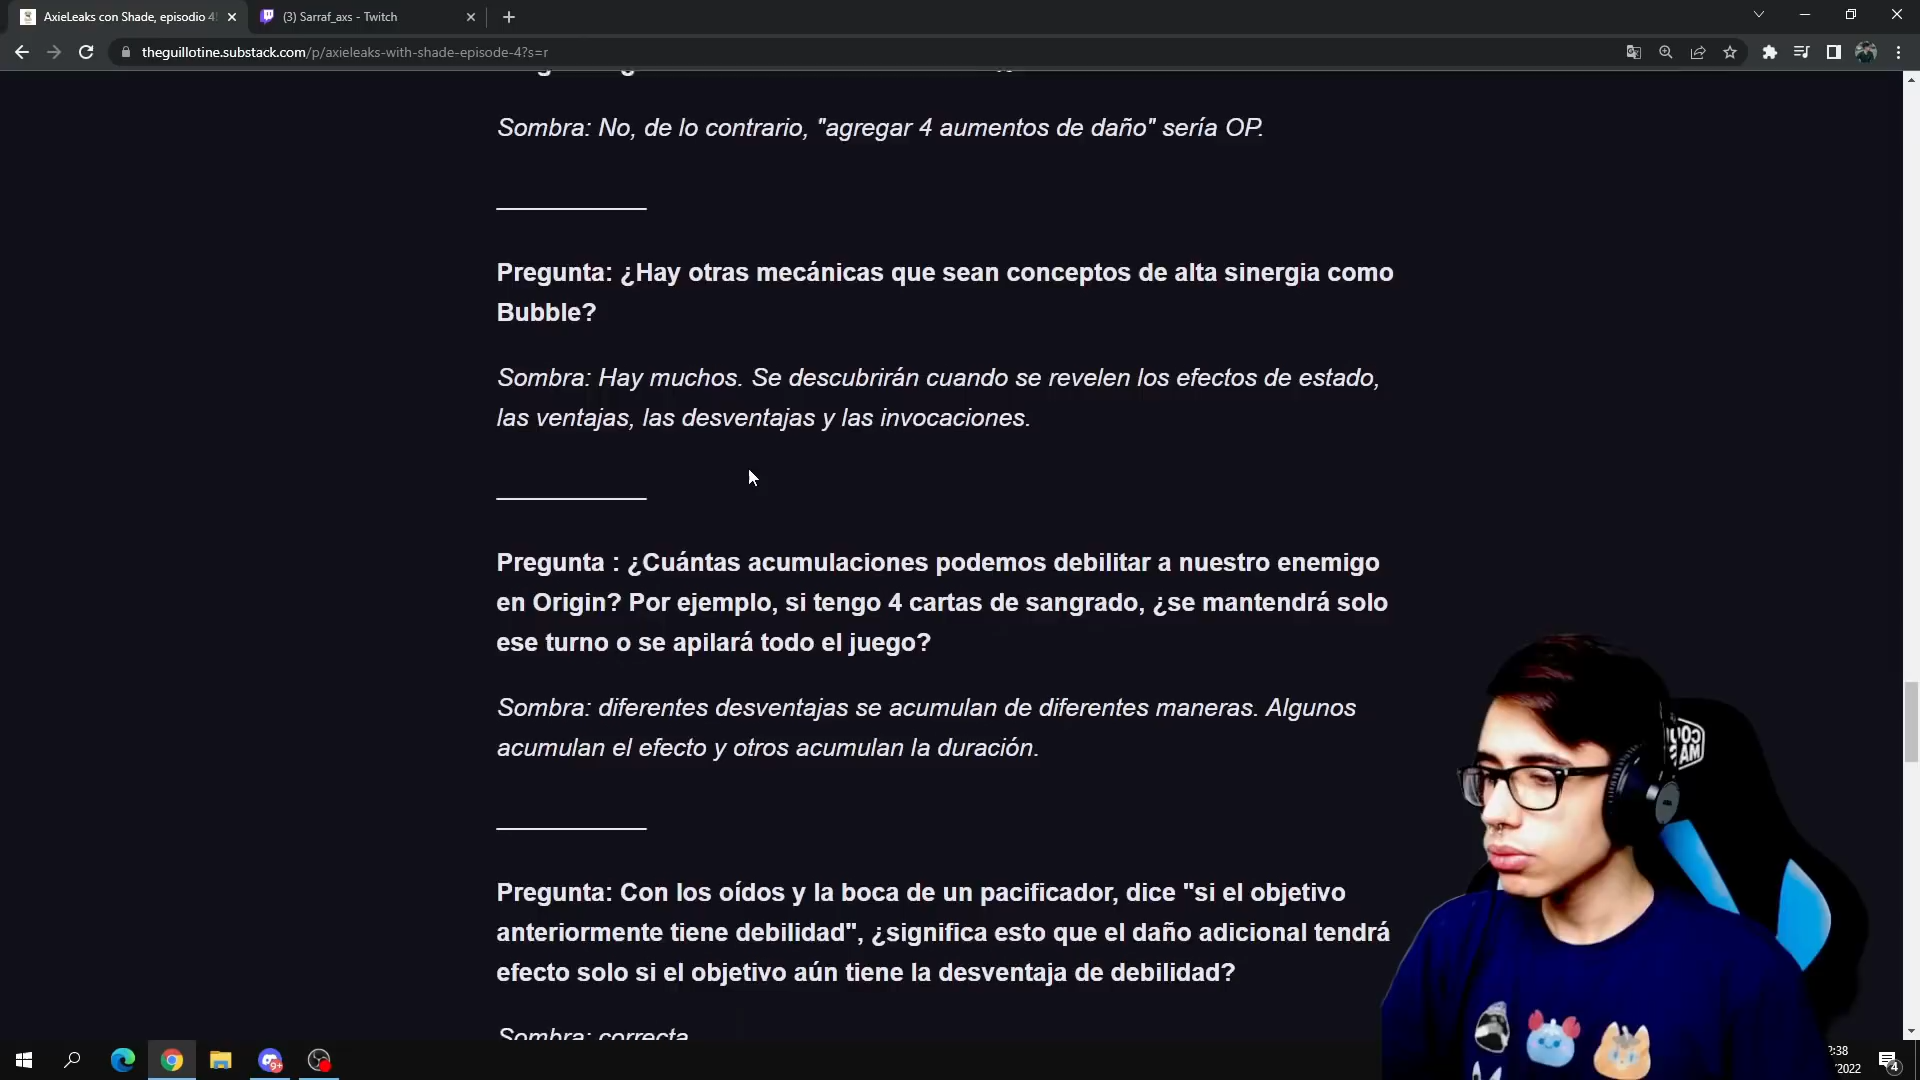 AxieLeaks con Shade, episodio 4:
(3) Sarraf_axs - Twitch
theguillotine.substack.com/p/axieleaks-with-shade-episode-4?s=r
Sombra: No, de lo contrario, "agregar 4 aumentos de daño" sería OP.
Pregunta: ¿Hay otras mecánicas que sean conceptos de alta sinergia como
Bubble?
Sombra: Hay muchos. Se descubrirán cuando se revelen los efectos de estado,
las ventajas, las desventajas y las invocaciones.
Pregunta : ¿Cuántas acumulaciones podemos debilitar a nuestro enemigo
en Origin? Por ejemplo, si tengo 4 cartas de sangrado, ¿se mantendrá solo
ese turno o se apilará todo el juego?
Sombra: diferentes desventajas se acumulan de diferentes maneras. Algunos
acumulan el efecto y otros acumulan la duración.
COOLER
MAS
Pregunta: Con los oídos y la boca de un pacificador, dice "si el objetivo
anteriormente tiene debilidad", ¿significa esto que el daño adicional tendrá
efecto solo si el objetivo aún tiene la desventaja de debilidad?
Sombra: correcta
9+
:38
2022
4